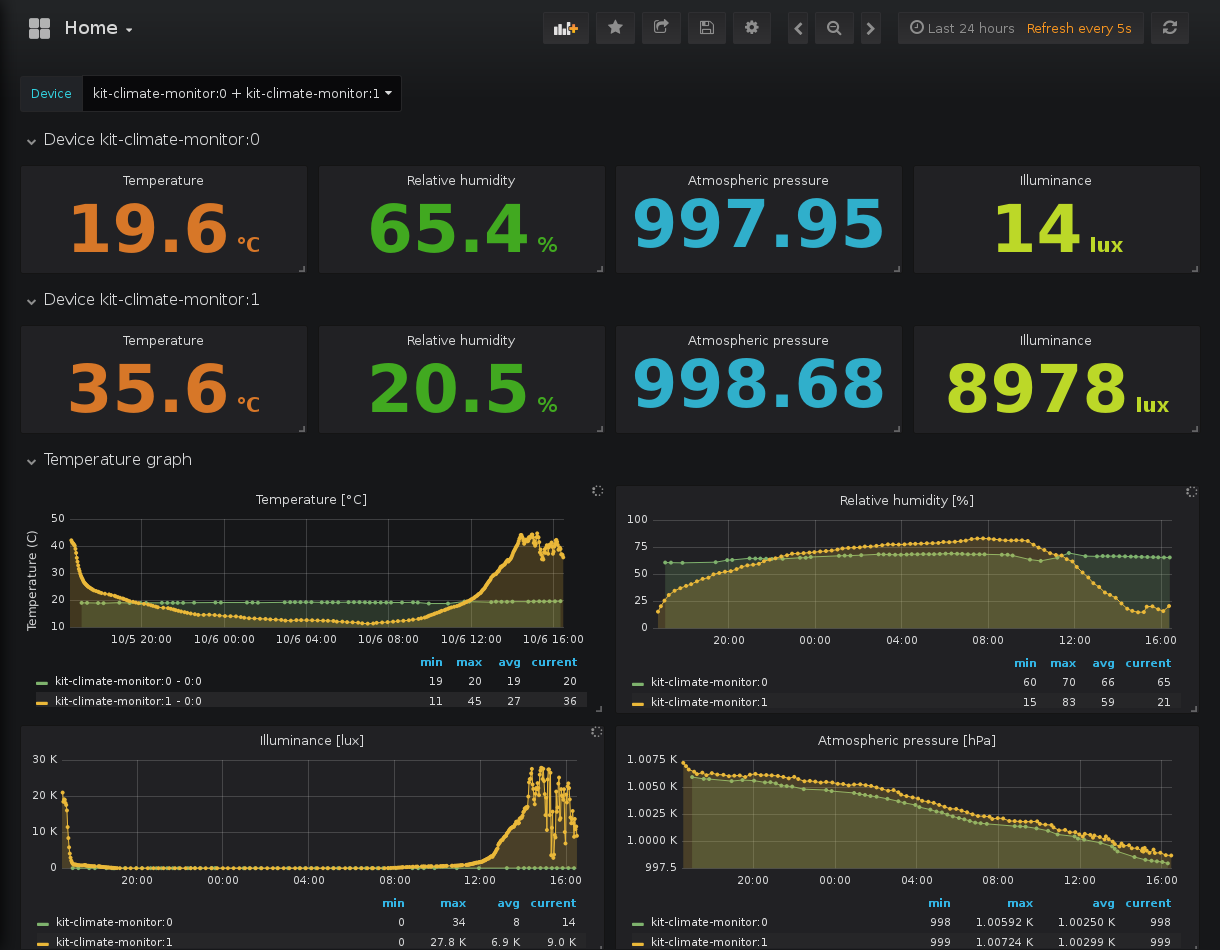 Home
Last 24 hours Refresh every 5s
Device kit-climate-monitor:0 + kit-climate-monitor:1
Device kit-climate-monitor:0
Temperature Relative humidity Atmospheric pressure Illuminance
19.6 °C 65.4 % 997.95 14 lux
Device kit-climate-monitor:1
Temperature Relative humidity Atmospheric pressure Illuminance
35.6 °C 20.5 % 998.68 8978 lux
Temperature graph
Temperature [°C]
Temperature (C)
50
40
30
20
10
10/5 20:00 10/6 00:00 10/6 04:00 10/6 08:00 10/6 12:00 10/6 16:00
min max avg current
kit-climate-monitor:0 - 0:0 19 20 19 20
kit-climate-monitor:1 - 0:0 11 45 27 36
Relative humidity [%]
100
75
50
25
0
20:00 00:00 04:00 08:00 12:00 16:00
min max avg current
kit-climate-monitor:0 60 70 66 65
kit-climate-monitor:1 15 83 59 21
Illuminance [lux]
30 K
20 K
10 K
0
20:00 00:00 04:00 08:00 12:00 16:00
min max avg current
kit-climate-monitor:0 0 34 8 14
kit-climate-monitor:1 0 27.8 K 6.9 K 9.0 K
Atmospheric pressure [hPa]
1.0075 K
1.0050 K
1.0025 K
1.0000 K
997.5
20:00 00:00 04:00 08:00 12:00 16:00
min max avg current
kit-climate-monitor:0 998 1.00592 K 1.00250 K 998
kit-climate-monitor:1 999 1.00724 K 1.00299 K 999